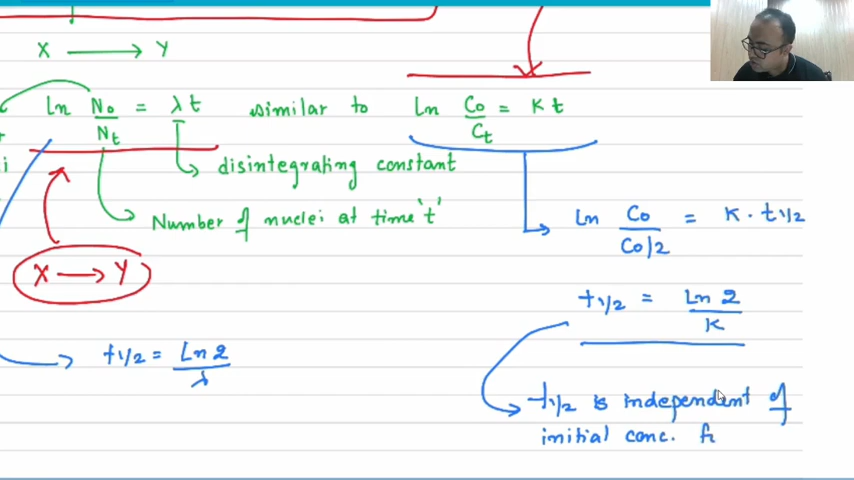 X ⟶ Y
Ln N₀/Nt = λt similar to Ln C₀/Ct = Kt
disintegrating constant
Number of nuclei at time 't'
Ln C₀/C₀/2 = K · t1/2
X ⟶ Y
t1/2 = Ln 2/K
t1/2 = Ln 2/λ
t1/2 is independent of
initial conc.